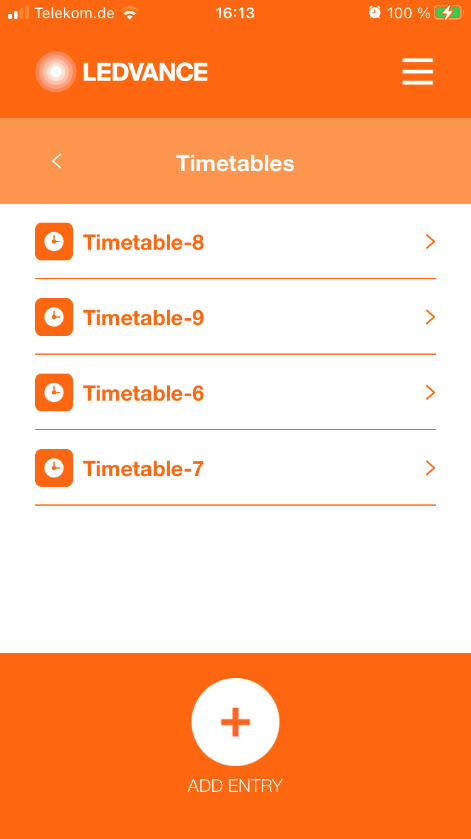 Telekom.de 16:13 100 %
LEDVANCE
Timetables
Timetable-8
Timetable-9
Timetable-6
Timetable-7
ADD ENTRY